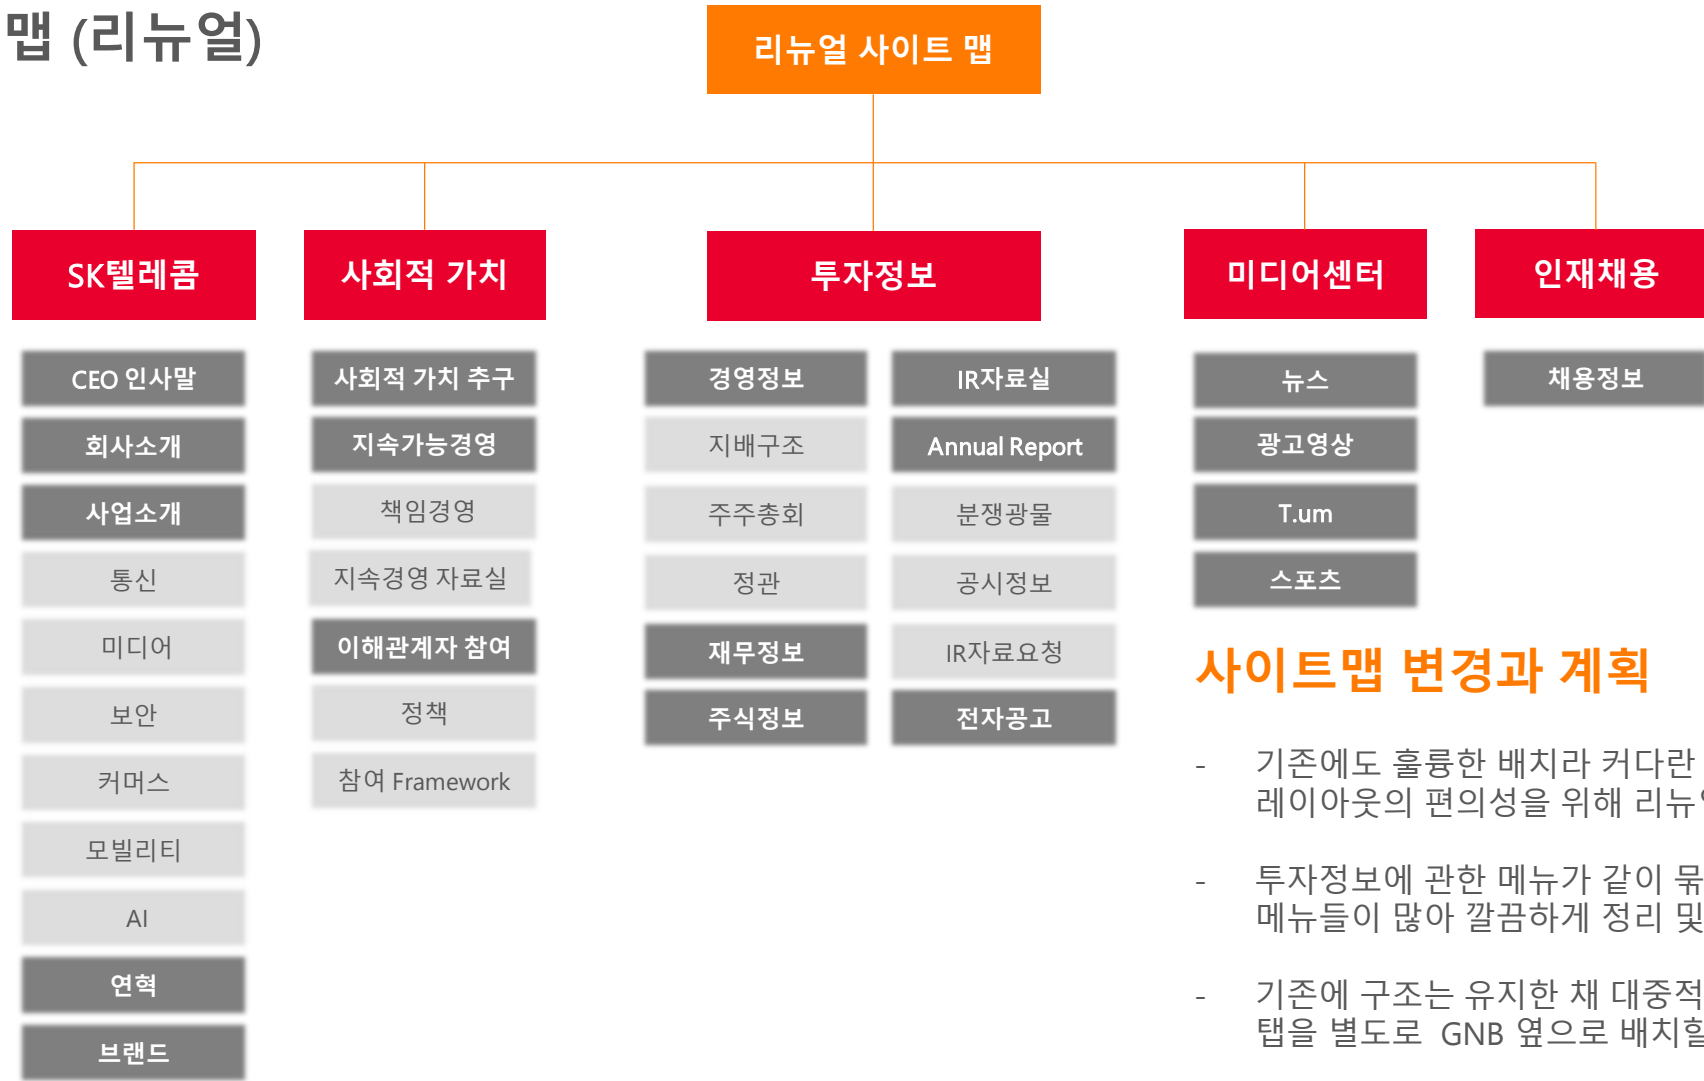 맵 (리뉴얼)
리뉴얼 사이트 맵
SK텔레콤
사회적 가치
투자정보
미디어센터
인재채용
CEO 인사말
회사소개
사업소개
통신
미디어
보안
커머스
모빌리티
AI
연혁
브랜드
사회적 가치 추구
지속가능경영
책임경영
지속경영 자료실
이해관계자 참여
정책
참여 Framework
경영정보
지배구조
주주총회
정관
재무정보
주식정보
IR자료실
Annual Report
분쟁광물
공시정보
IR자료요청
전자공고
뉴스
광고영상
T.um
스포츠
채용정보
사이트맵 변경과 계획
- 기존에도 훌륭한 배치라 커다란
레이아웃의 편의성을 위해
- 투자정보에 관한 메뉴가 같이
메뉴들이 많아 깔끔하게 정리 및
- 기존에 구조는 유지한 채 대중적
탭을 별도로 GNB 옆으로